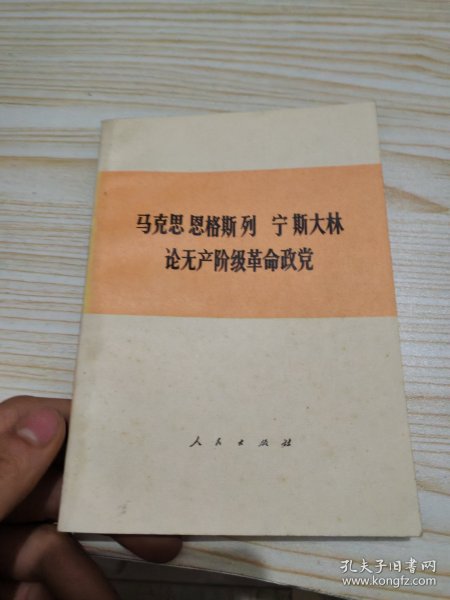 马克思 恩格斯 列 宁 斯大林
论无产阶级革命政党
人民出版社
孔夫子旧书网
www.kongfz.com